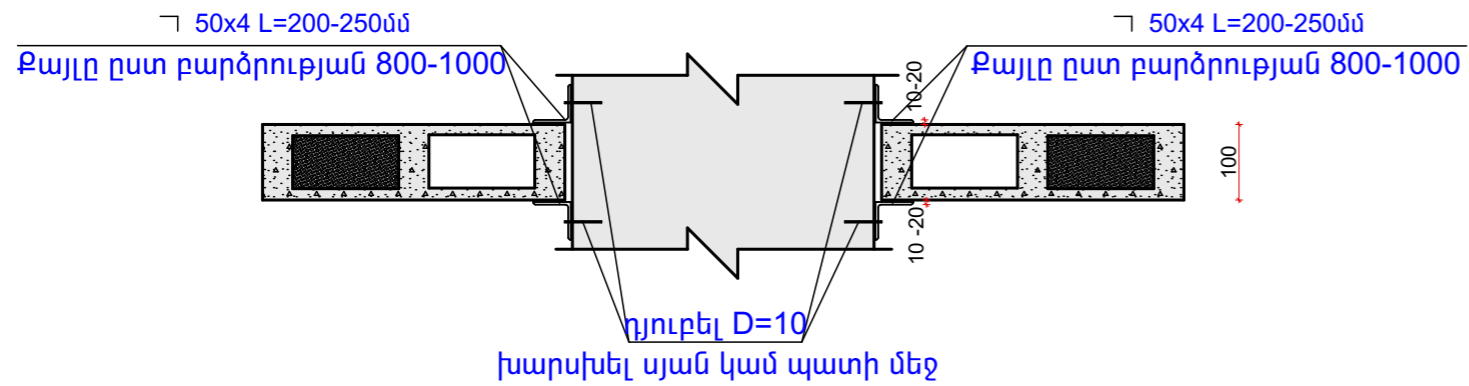 50x4 L=200-250մմ
Քայլը ըստ բարձրության 800-1000
50x4 L=200-250մմ
Քայլը ըստ բարձրության 800-1000
10-20
100
10 -20
դյուբել D=10
խարսխել սյան կամ պատի մեջ